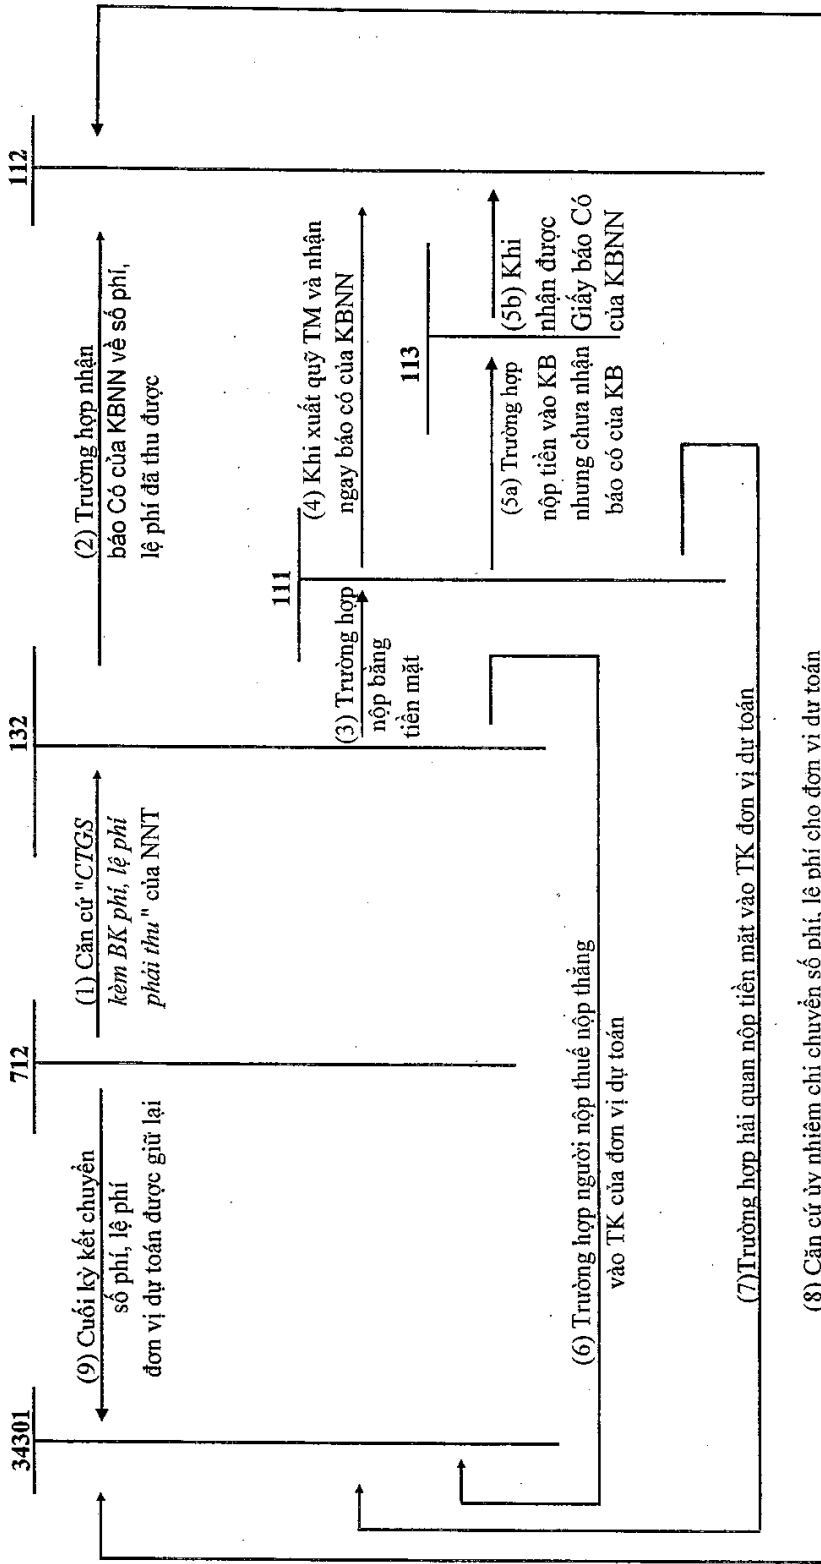 34301
712
132
112
(9) Cuối kỳ kết chuyển
số phí, lệ phí
đơn vị dự toán được giữ lại
(1) Căn cứ "CTGS
kèm BK phí, lệ phí
phải thu" của NNT
(2) Trường hợp nhận
báo Có của KBNN về số phí,
lệ phí đã thu được
111
(3) Trường hợp
nộp bằng
tiền mặt
(4) Khi xuất quỹ TM và nhận
ngay báo có của KBNN
113
(5a) Trường hợp
nộp tiền vào KB
nhưng chưa nhận
báo có của KB
(5b) Khi
nhận được
Giấy báo Có
của KBNN
(6) Trường hợp người nộp thuế nộp thẳng
vào TK của đơn vị dự toán
(7)Trường hợp hải quan nộp tiền mặt vào TK đơn vị dự toán
(8) Căn cứ ủy nhiệm chi chuyển số phí, lệ phí cho đơn vị dự toán